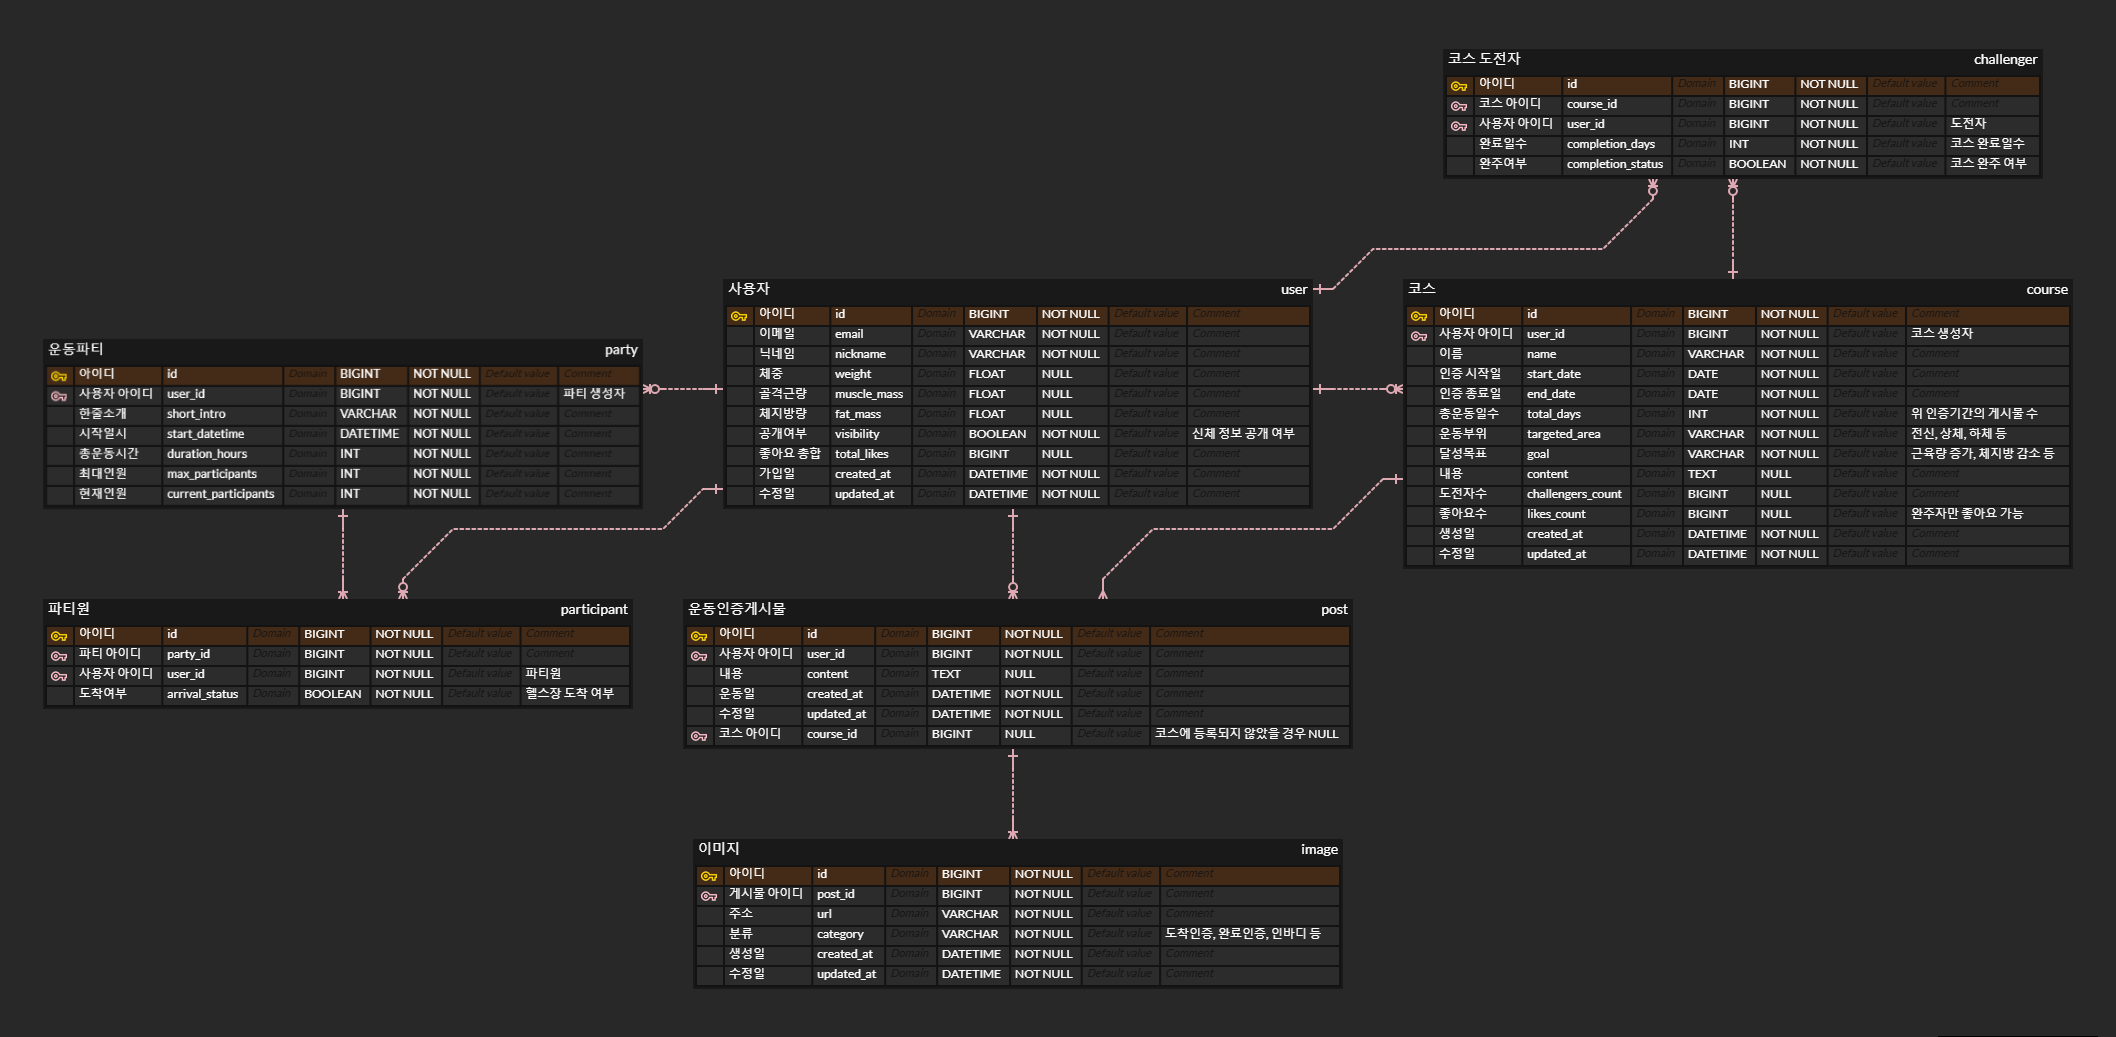 코스 도전자 challenger
아이디 id Domain BIGINT NOT NULL Default value Comment
코스 아이디 course_id Domain BIGINT NOT NULL Default value Comment
사용자 아이디 user_id Domain BIGINT NOT NULL Default value 도전자
완료일수 completion_days Domain INT NOT NULL Default value 코스 완료일수
완주여부 completion_status Domain BOOLEAN NOT NULL Default value 코스 완주 여부
사용자 user
아이디 id Domain BIGINT NOT NULL Default value Comment
이메일 email Domain VARCHAR NOT NULL Default value Comment
닉네임 nickname Domain VARCHAR NOT NULL Default value Comment
체중 weight Domain FLOAT NULL Default value Comment
골격근량 muscle_mass Domain FLOAT NULL Default value Comment
체지방량 fat_mass Domain FLOAT NULL Default value Comment
공개여부 visibility Domain BOOLEAN NOT NULL Default value 신체 정보 공개 여부
좋아요 총합 total_likes Domain BIGINT NULL Default value Comment
가입일 created_at Domain DATETIME NOT NULL Default value Comment
수정일 updated_at Domain DATETIME NOT NULL Default value Comment
코스 course
아이디 id Domain BIGINT NOT NULL Default value Comment
사용자 아이디 user_id Domain BIGINT NOT NULL Default value 코스 생성자
이름 name Domain VARCHAR NOT NULL Default value Comment
인증 시작일 start_date Domain DATE NOT NULL Default value Comment
인증 종료일 end_date Domain DATE NOT NULL Default value Comment
총운동일수 total_days Domain INT NOT NULL Default value 위 인증기간의 게시물 수
운동부위 targeted_area Domain VARCHAR NOT NULL Default value 전신, 상체, 하체 등
달성목표 goal Domain VARCHAR NOT NULL Default value 근육량 증가, 체지방 감소 등
내용 content Domain TEXT NULL Default value Comment
도전자수 challengers_count Domain BIGINT NULL Default value Comment
좋아요수 likes_count Domain BIGINT NULL Default value 완주자만 좋아요 가능
생성일 created_at Domain DATETIME NOT NULL Default value Comment
수정일 updated_at Domain DATETIME NOT NULL Default value Comment
운동파티 party
아이디 id Domain BIGINT NOT NULL Default value Comment
사용자 아이디 user_id Domain BIGINT NOT NULL Default value 파티 생성자
한줄소개 short_intro Domain VARCHAR NOT NULL Default value Comment
시작일시 start_datetime Domain DATETIME NOT NULL Default value Comment
총운동시간 duration_hours Domain INT NOT NULL Default value Comment
최대인원 max_participants Domain INT NOT NULL Default value Comment
현재인원 current_participants Domain INT NOT NULL Default value Comment
파티원 participant
아이디 id Domain BIGINT NOT NULL Default value Comment
파티 아이디 party_id Domain BIGINT NOT NULL Default value Comment
사용자 아이디 user_id Domain BIGINT NOT NULL Default value 파티원
도착여부 arrival_status Domain BOOLEAN NOT NULL Default value 헬스장 도착 여부
운동인증게시물 post
아이디 id Domain BIGINT NOT NULL Default value Comment
사용자 아이디 user_id Domain BIGINT NOT NULL Default value Comment
내용 content Domain TEXT NULL Default value Comment
운동일 created_at Domain DATETIME NOT NULL Default value Comment
수정일 updated_at Domain DATETIME NOT NULL Default value Comment
코스 아이디 course_id Domain BIGINT NULL Default value 코스에 등록되지 않았을 경우 NULL
이미지 image
아이디 id Domain BIGINT NOT NULL Default value Comment
게시물 아이디 post_id Domain BIGINT NOT NULL Default value Comment
주소 url Domain VARCHAR NOT NULL Default value Comment
분류 category Domain VARCHAR NOT NULL Default value 도착인증, 완료인증, 인바디 등
생성일 created_at Domain DATETIME NOT NULL Default value Comment
수정일 updated_at Domain DATETIME NOT NULL Default value Comment